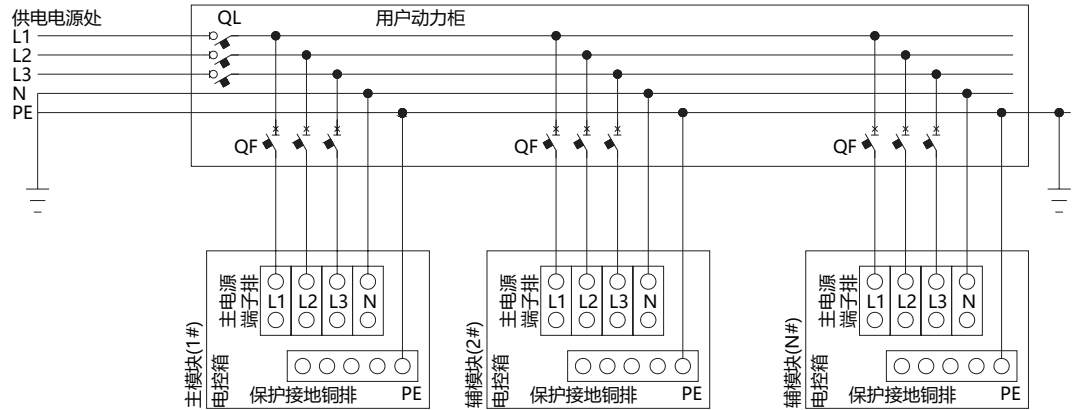 供电电源处
QL
用户动力柜
L1
L2
L3
N
PE
QF
QF
QF
主电源
端子排
L1 L2 L3 N
主模块(1#)
电控箱
保护接地铜排 PE
主电源
端子排
L1 L2 L3 N
辅模块(2#)
电控箱
保护接地铜排 PE
主电源
端子排
L1 L2 L3 N
辅模块(N#)
电控箱
保护接地铜排 PE